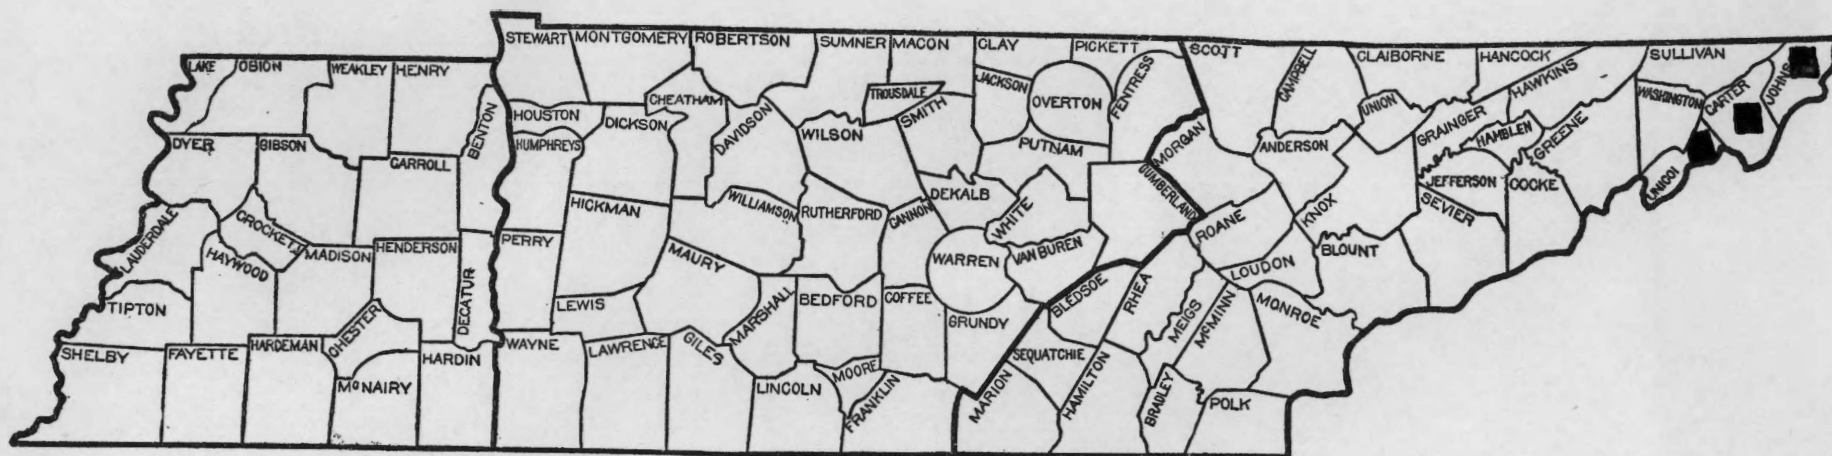 LAKE
OBION
WEAKLEY
HENRY
STEWART
MONTGOMERY
ROBERTSON
SUMNER
MACON
CLAY
PICKETT
SCOTT
CAMPBELL
CLAIBORNE
HANCOCK
HAWKINS
SULLIVAN
JOHNS
CARTER
WASHINGTON
UNICOI
GREENE
HAMBLEN
GRAINGER
UNION
FENTRESS
OVERTON
JACKSON
TROUSDALE
SMITH
CHEATHAM
DAVIDSON
WILSON
HOUSTON
DICKSON
HUMPHREYS
BENTON
CARROLL
GIBSON
DYER
PUTNAM
MORGAN
ANDERSON
CUMBERLAND
JEFFERSON
COCKE
SEVIER
KNOX
ROANE
BLOUNT
LOUDON
WHITE
DEKALB
CANNON
RUTHERFORD
WILLIAMSON
HICKMAN
PERRY
LAUDERDALE
CROCKETT
HAYWOOD
MADISON
HENDERSON
DECATUR
MAURY
WARREN
VAN BUREN
BLEDSOE
RHEA
MEIGS
McMINN
MONROE
TIPTON
LEWIS
MARSHALL
BEDFORD
COFFEE
GRUNDY
SEQUATCHIE
SHELBY
FAYETTE
HARDEMAN
CHESTER
McNAIRY
HARDIN
WAYNE
LAWRENCE
GILES
LINCOLN
MOORE
FRANKLIN
MARION
HAMILTON
BRADLEY
POLK